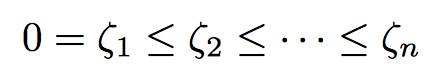 0 = ζ₁ ≤ ζ₂ ≤ ⋯ ≤ ζₙ